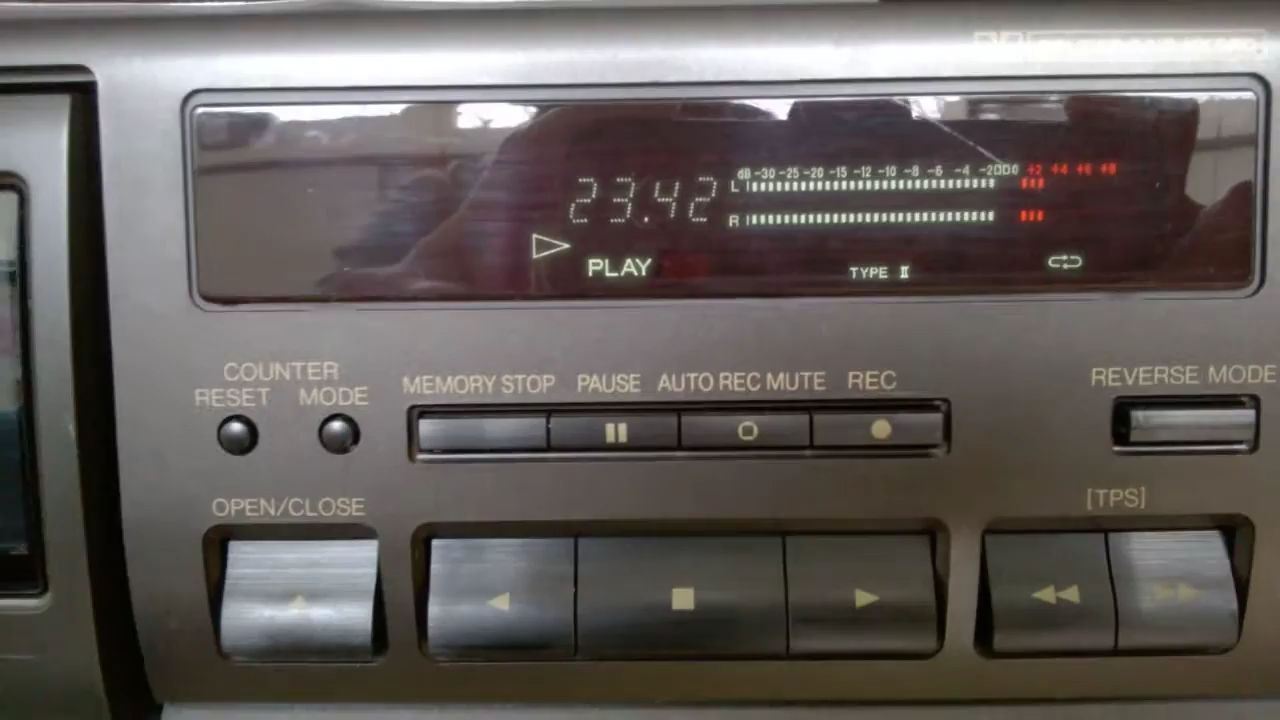 dB -30 -25 -20 -15 -12 -10 -8 -6 -4 -2 0 +2 +4 +6 +8
L
23.42
R
PLAY
TYPE II
COUNTER
RESET MODE
MEMORY STOP PAUSE AUTO REC MUTE REC
REVERSE MODE
OPEN/CLOSE
[TPS]